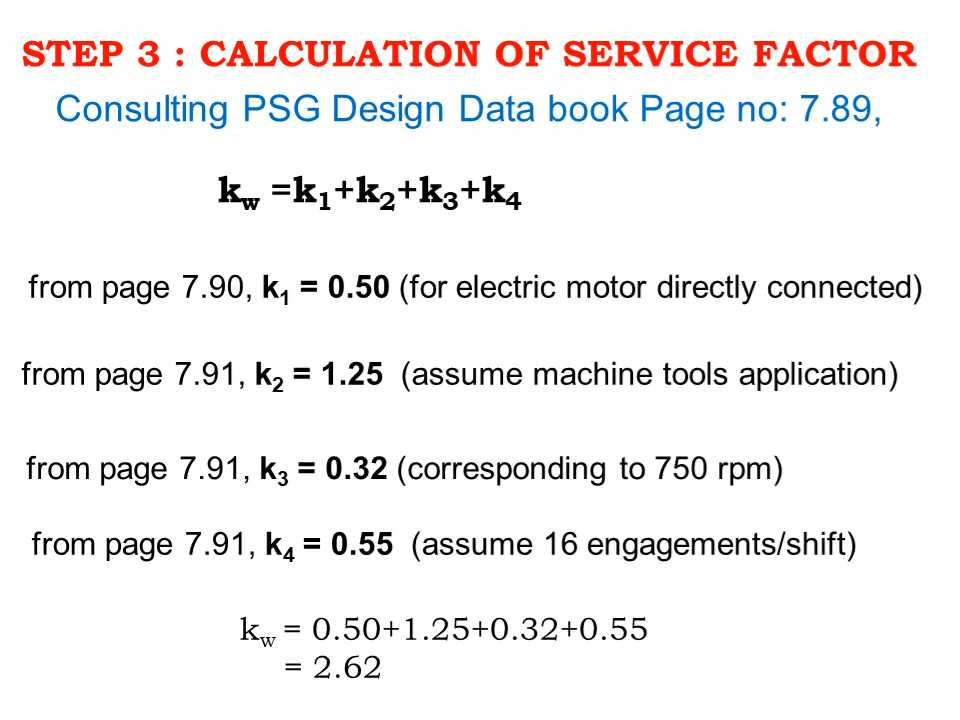 STEP 3 : CALCULATION OF SERVICE FACTOR
Consulting PSG Design Data book Page no: 7.89,
kw =k1+k2+k3+k4
from page 7.90, k1 = 0.50 (for electric motor directly connected)
from page 7.91, k2 = 1.25 (assume machine tools application)
from page 7.91, k3 = 0.32 (corresponding to 750 rpm)
from page 7.91, k4 = 0.55 (assume 16 engagements/shift)
kw = 0.50+1.25+0.32+0.55
= 2.62